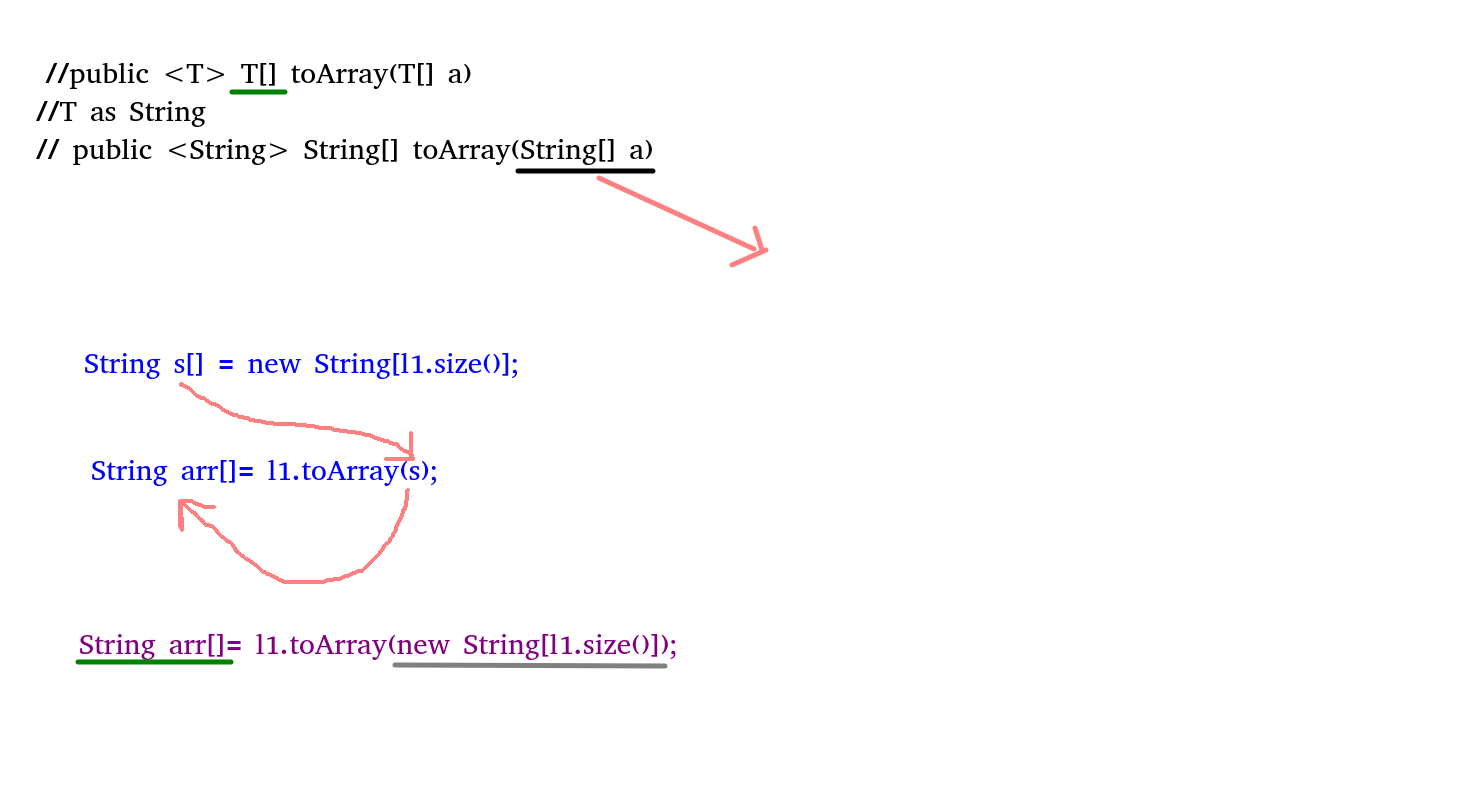 //public <T> T[] toArray(T[] a)
//T as String
// public <String> String[] toArray(String[] a)
String s[] = new String[l1.size()];
String arr[]= l1.toArray(s);
String arr[]= l1.toArray(new String[l1.size()]);